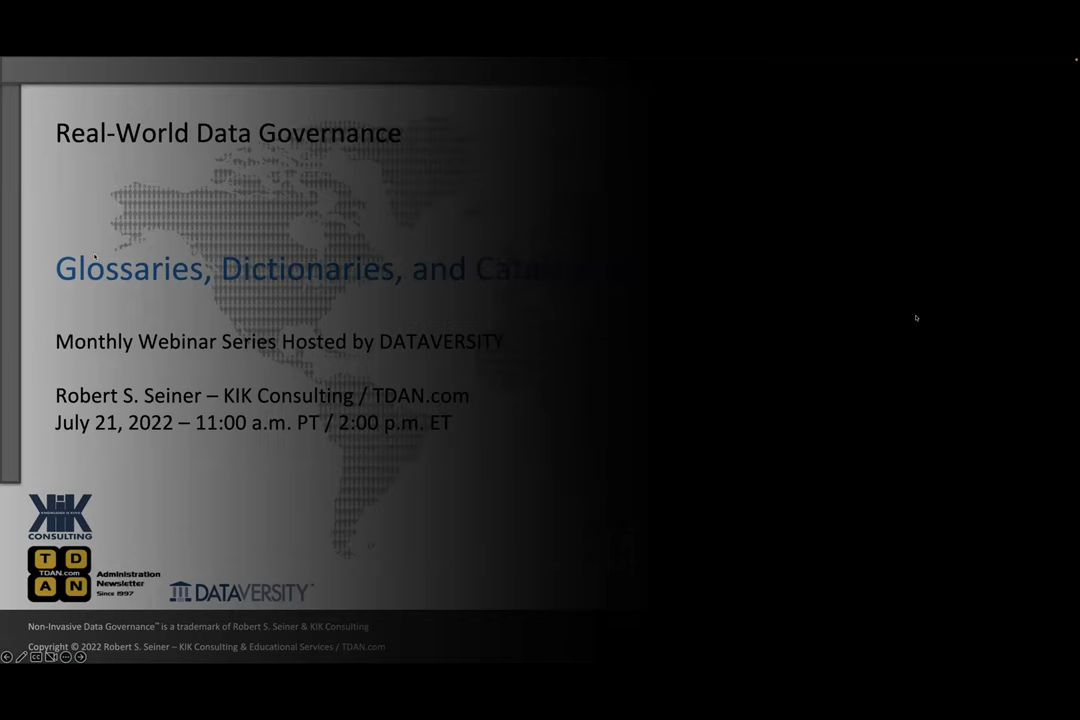 Real-World Data Governance
Glossaries, Dictionaries, and
Monthly Webinar Series Hosted by DATAVERSITY
Robert S. Seiner – KIK Consulting / TDAN.com
July 21, 2022 – 11:00 a.m. PT / 2:00 p.m. ET
KIK
CONSULTING
T D
TDAN.com
A N
Administration
Newsletter
Since 1997
DATAVERSITY
Non-Invasive Data Governance™ is a trademark of Robert S. Seiner & KIK Consulting
Copyright © 2022 Robert S. Seiner – KIK Consulting & Educational Services / TDAN.com